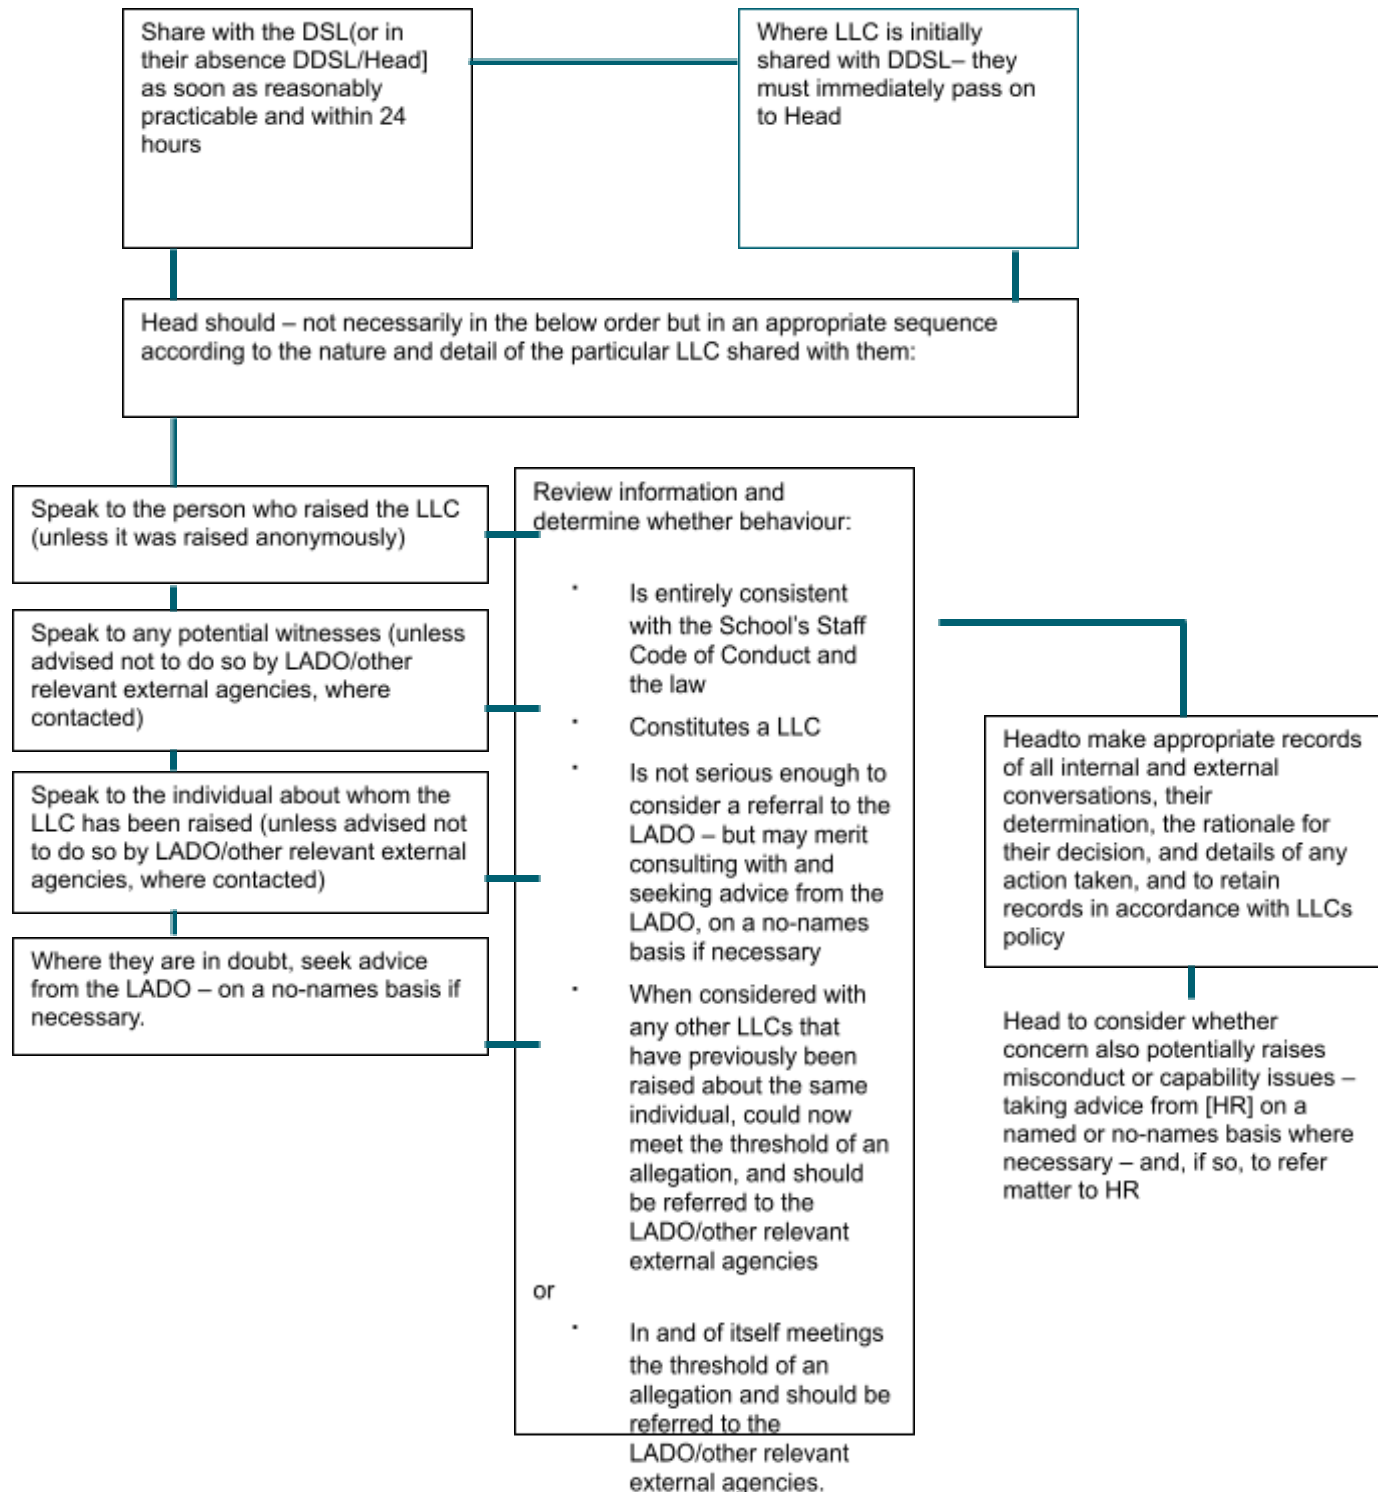 Share with the DSL(or in
their absence DDSL/Head]
as soon as reasonably
practicable and within 24
hours
Where LLC is initially
shared with DDSL– they
must immediately pass on
to Head
Head should – not necessarily in the below order but in an appropriate sequence
according to the nature and detail of the particular LLC shared with them:
Speak to the person who raised the LLC
(unless it was raised anonymously)
Speak to any potential witnesses (unless
advised not to do so by LADO/other
relevant external agencies, where
contacted)
Speak to the individual about whom the
LLC has been raised (unless advised not
to do so by LADO/other relevant external
agencies, where contacted)
Where they are in doubt, seek advice
from the LADO – on a no-names basis if
necessary.
Review information and
determine whether behaviour:
· Is entirely consistent
with the School's Staff
Code of Conduct and
the law
· Constitutes a LLC
· Is not serious enough to
consider a referral to the
LADO – but may merit
consulting with and
seeking advice from the
LADO, on a no-names
basis if necessary
· When considered with
any other LLCs that
have previously been
raised about the same
individual, could now
meet the threshold of an
allegation, and should
be referred to the
LADO/other relevant
external agencies
or
· In and of itself meetings
the threshold of an
allegation and should be
referred to the
LADO/other relevant
external agencies.
Headto make appropriate records
of all internal and external
conversations, their
determination, the rationale for
their decision, and details of any
action taken, and to retain
records in accordance with LLCs
policy
Head to consider whether
concern also potentially raises
misconduct or capability issues –
taking advice from [HR] on a
named or no-names basis where
necessary – and, if so, to refer
matter to HR